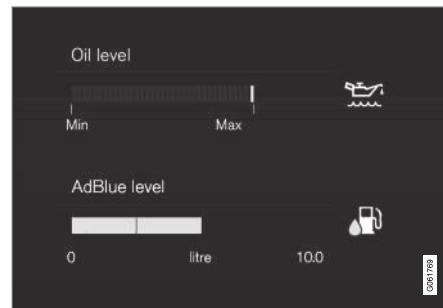 Oil level
Min Max
AdBlue level
0 litre 10.0
G061769